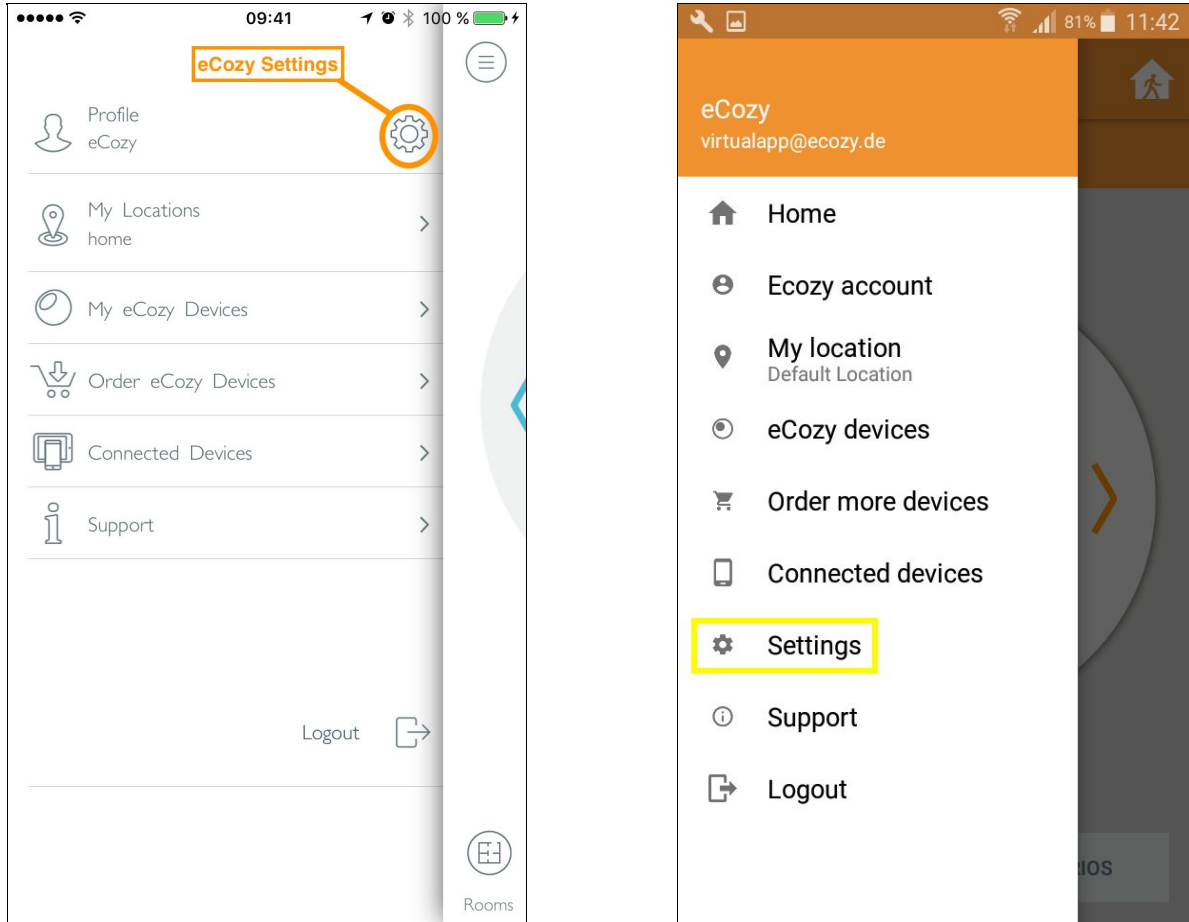 09:41
100 %
eCozy Settings
Profile
eCozy
My Locations
home
My eCozy Devices
Order eCozy Devices
Connected Devices
Support
Logout
Rooms
81% 11:42
eCozy
virtualapp@ecozy.de
Home
Ecozy account
My location
Default Location
eCozy devices
Order more devices
Connected devices
Settings
Support
Logout